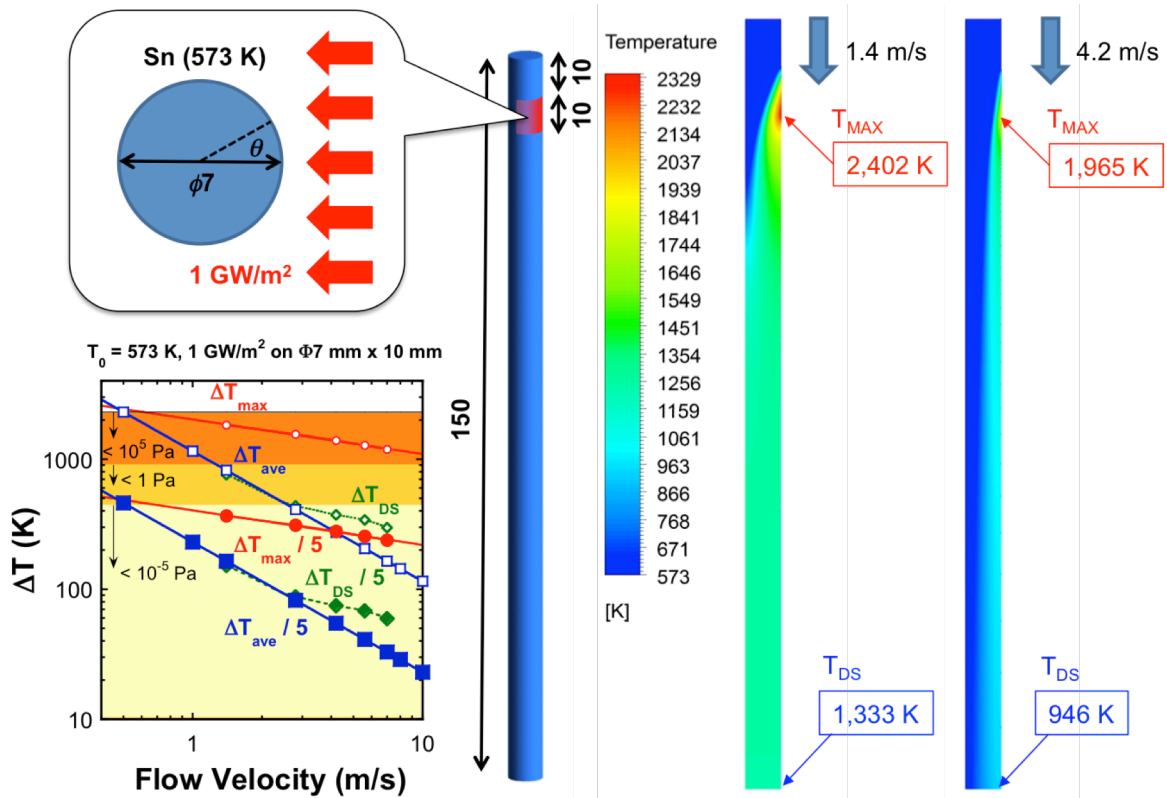 Sn (573 K)
θ
ϕ7
1 GW/m²
10
10
150
T₀ = 573 K, 1 GW/m² on Φ7 mm x 10 mm
ΔT (K)
1000
100
10
ΔTmax
< 10⁵ Pa
ΔTave
< 1 Pa
ΔTDS
ΔTmax / 5
< 10⁻⁵ Pa
ΔTDS / 5
ΔTave / 5
1
10
Flow Velocity (m/s)
Temperature
2329
2232
2134
2037
1939
1841
2744
1646
1549
1451
1354
1256
1159
1061
963
866
768
671
573
[K]
1.4 m/s
TMAX
2,402 K
TDS
1,333 K
4.2 m/s
TMAX
1,965 K
TDS
946 K